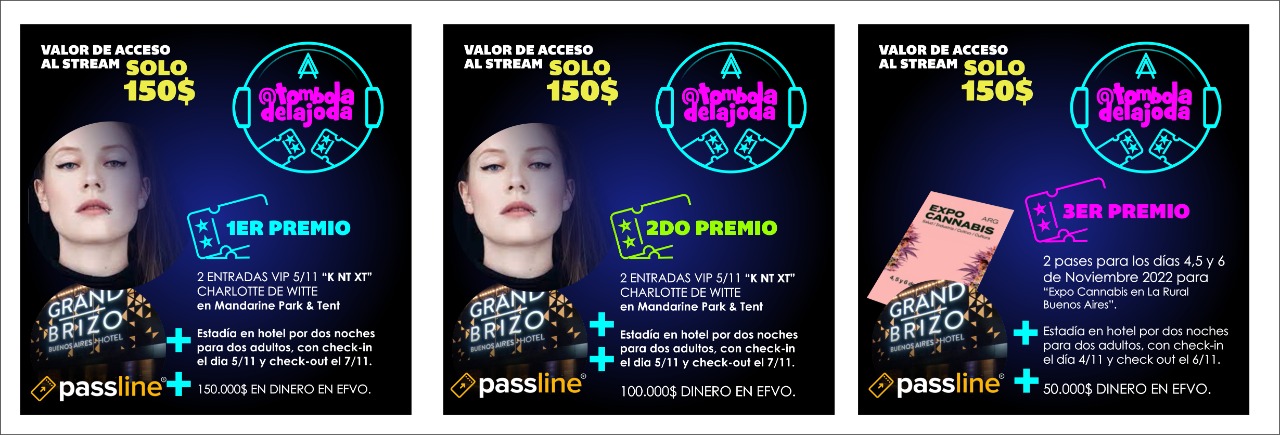 VALOR DE ACCESO
AL STREAM SOLO
150$
@tombola
delajoda
1ER PREMIO
2 ENTRADAS VIP 5/11 “K NT XT”
CHARLOTTE DE WITTE
en Mandarine Park & Tent
GRAND
BRIZO
BUENOS AIRES HOTEL
+ Estadía en hotel por dos noches
para dos adultos, con check-in
el dia 5/11 y check-out el 7/11.
passline®
+ 150.000$ EN DINERO EN EFVO.
VALOR DE ACCESO
AL STREAM SOLO
150$
@tombola
delajoda
2DO PREMIO
2 ENTRADAS VIP 5/11 “K NT XT”
CHARLOTTE DE WITTE
en Mandarine Park & Tent
GRAND
BRIZO
BUENOS AIRES HOTEL
+ Estadía en hotel por dos noches
para dos adultos, con check-in
+ el dia 5/11 y check-out el 7/11.
passline®
100.000$ DINERO EN EFVO.
VALOR DE ACCESO
AL STREAM SOLO
150$
@tombola
delajoda
3ER PREMIO
EXPO
CANNABIS
ARG
4,5 y 6 de
2 pases para los días 4,5 y 6
de Noviembre 2022 para
“Expo Cannabis en La Rural
Buenos Aires”.
GRAND
BRIZO
BUENOS AIRES HOTEL
+ Estadía en hotel por dos noches
para dos adultos, con check-in
el día 4/11 y check out el 6/11.
passline®
+ 50.000$ DINERO EN EFVO.